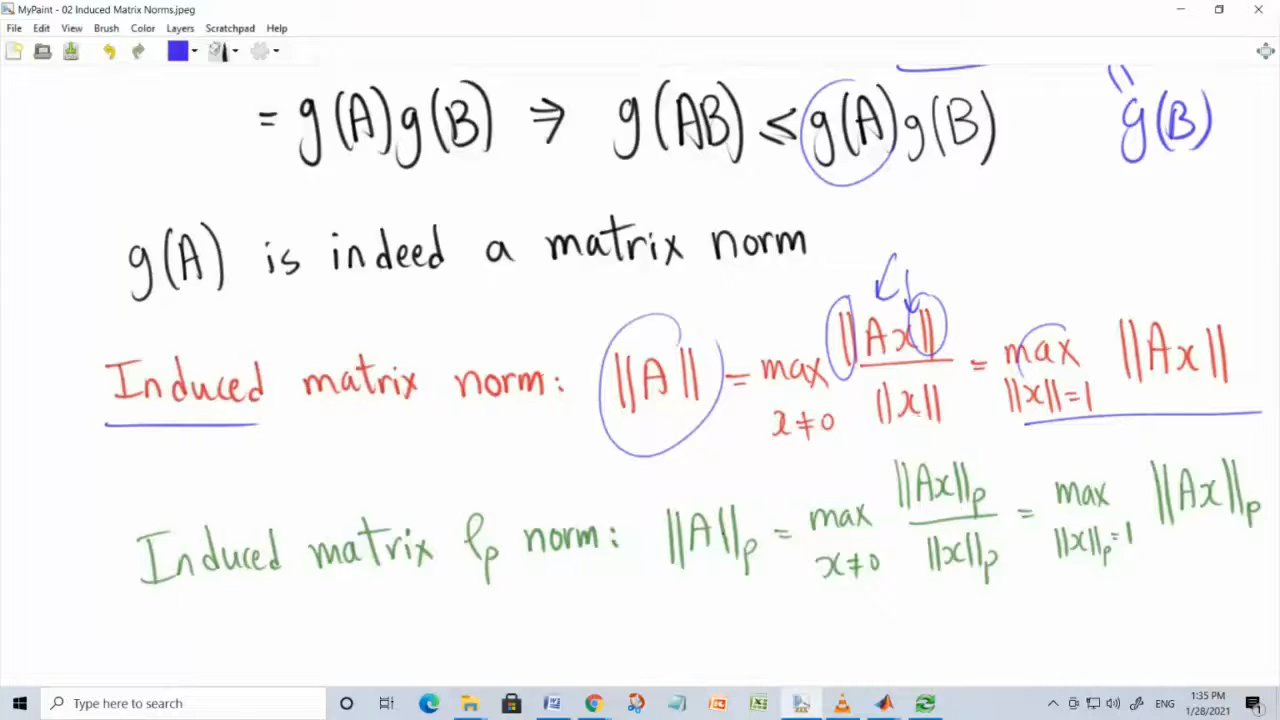 MyPaint - 02 Induced Matrix Norms.jpeg
File Edit View Brush Color Layers Scratchpad Help
= g(A)g(B) ⇒ g(AB) ≤ g(A)g(B)
||
g(B)
g(A) is indeed a matrix norm
Induced matrix norm: ||A|| = max x≠0 ||Ax|| / ||x|| = max ||x||=1 ||Ax||
Induced matrix ℓp norm: ||A||p = max x≠0 ||Ax||p / ||x||p = max ||x||p=1 ||Ax||p
Type here to search
1:35 PM
1/28/2021